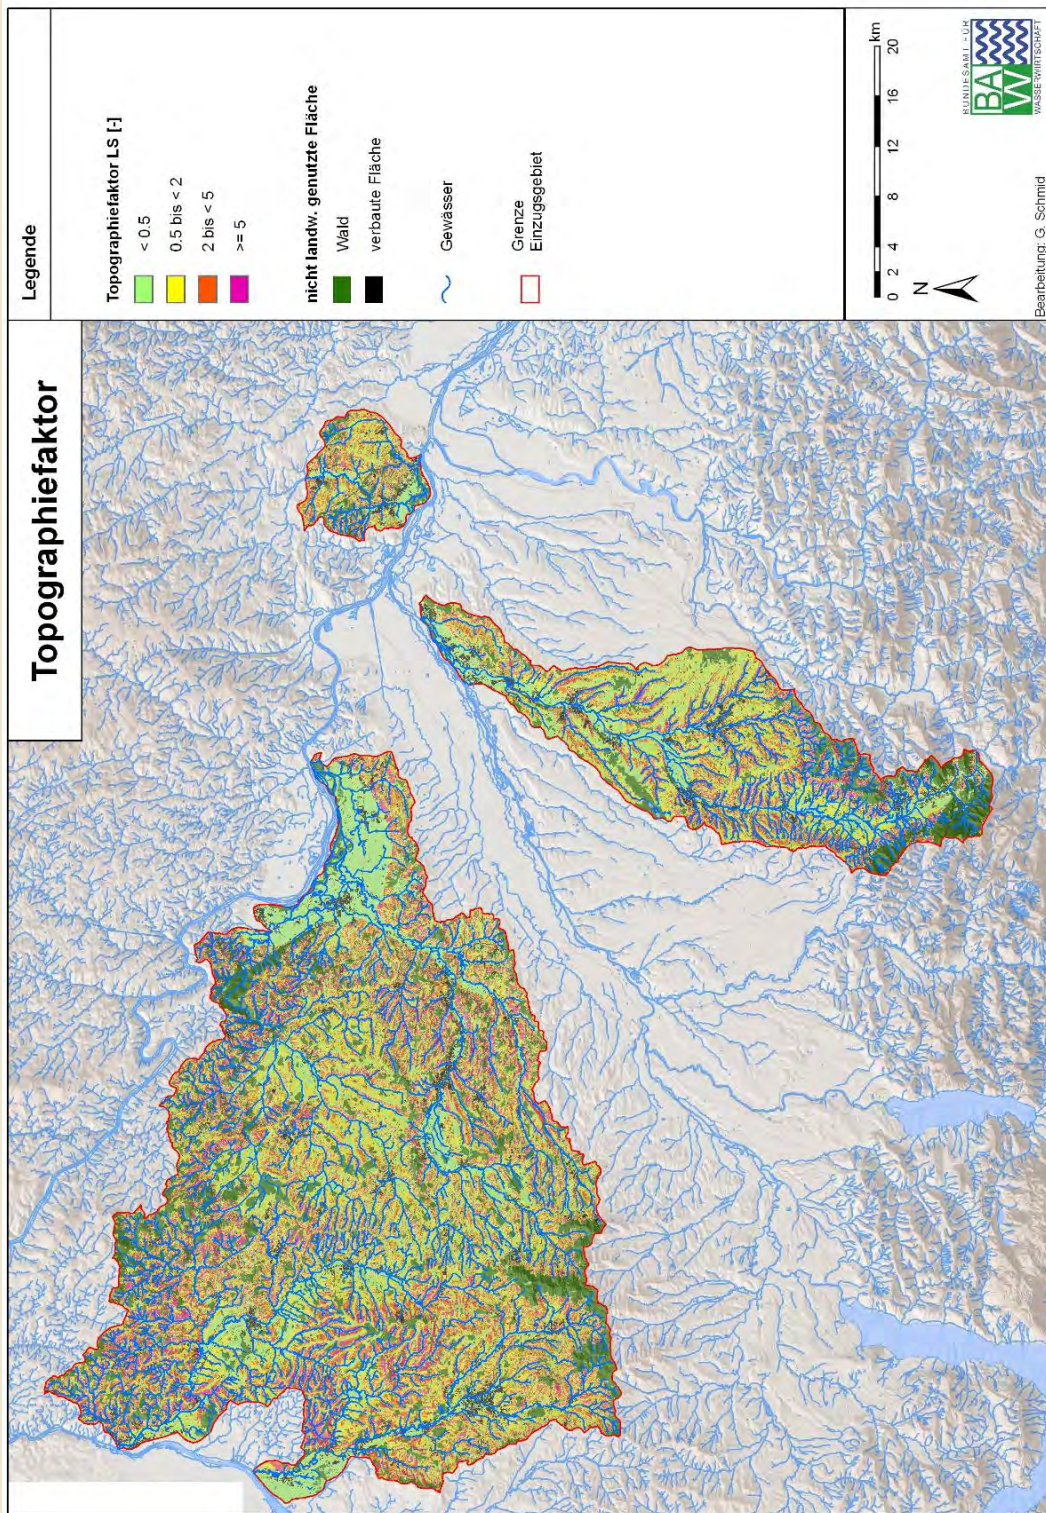 Topographiefaktor
Legende
Topographiefaktor LS [-]
< 0.5
0.5 bis < 2
2 bis < 5
>= 5
nicht landw. genutzte Fläche
Wald
verbaute Fläche
Gewässer
Grenze
Einzugsgebiet
km
0 2 4 8 12 16 20
N
BUNDESAMT FÜR
BAW
WASSERWIRTSCHAFT
Bearbeitung: G. Schmid